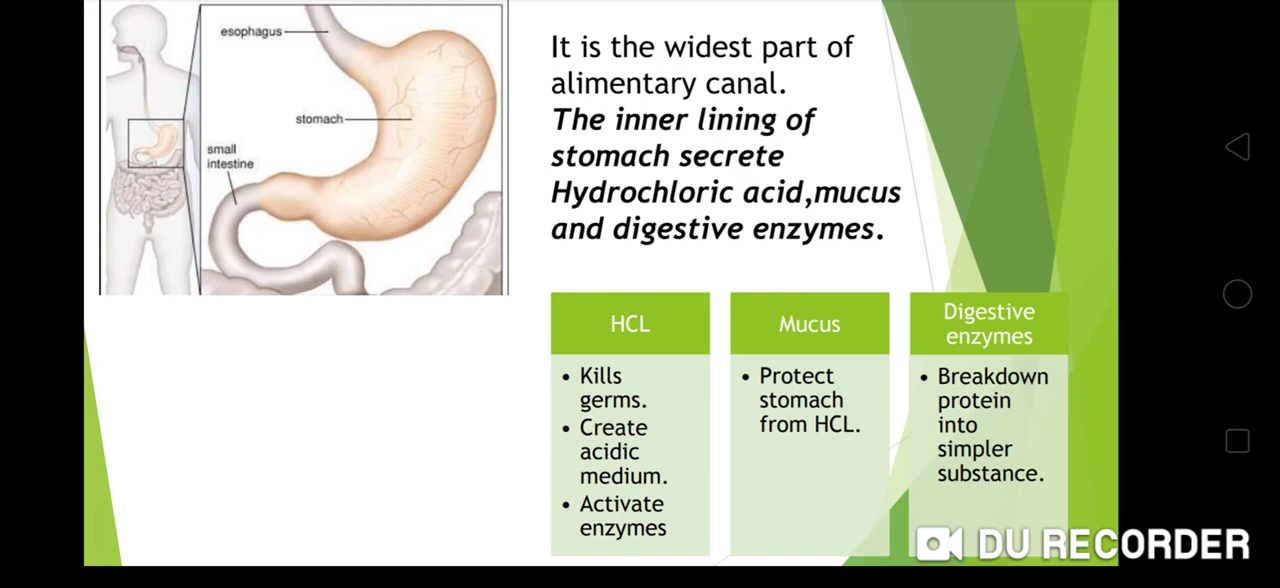 esophagus
stomach
small
intestine
It is the widest part of
alimentary canal.
The inner lining of
stomach secrete
Hydrochloric acid,mucus
and digestive enzymes.
HCL
• Kills
germs.
• Create
acidic
medium.
• Activate
enzymes
Mucus
• Protect
stomach
from HCL.
Digestive
enzymes
• Breakdown
protein
into
simpler
substance.
DU RECORDER